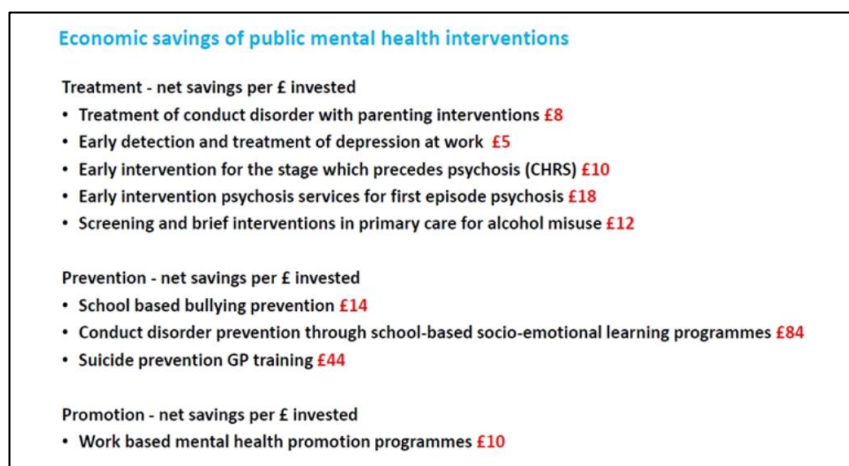 Economic savings of public mental health interventions
Treatment - net savings per £ invested
• Treatment of conduct disorder with parenting interventions £8
• Early detection and treatment of depression at work £5
• Early intervention for the stage which precedes psychosis (CHRS) £10
• Early intervention psychosis services for first episode psychosis £18
• Screening and brief interventions in primary care for alcohol misuse £12
Prevention - net savings per £ invested
• School based bullying prevention £14
• Conduct disorder prevention through school-based socio-emotional learning programmes £84
• Suicide prevention GP training £44
Promotion - net savings per £ invested
• Work based mental health promotion programmes £10